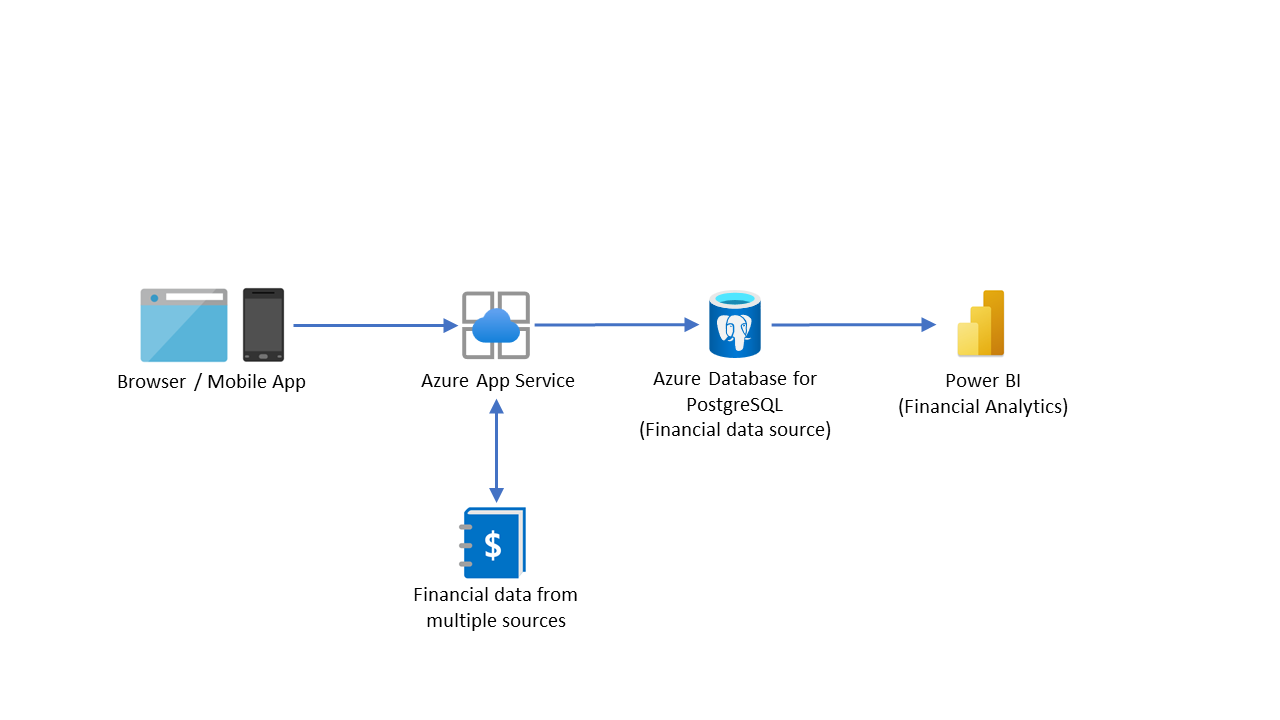 Browser / Mobile App
Azure App Service
Azure Database for
PostgreSQL
(Financial data source)
Power BI
(Financial Analytics)
$
Financial data from
multiple sources